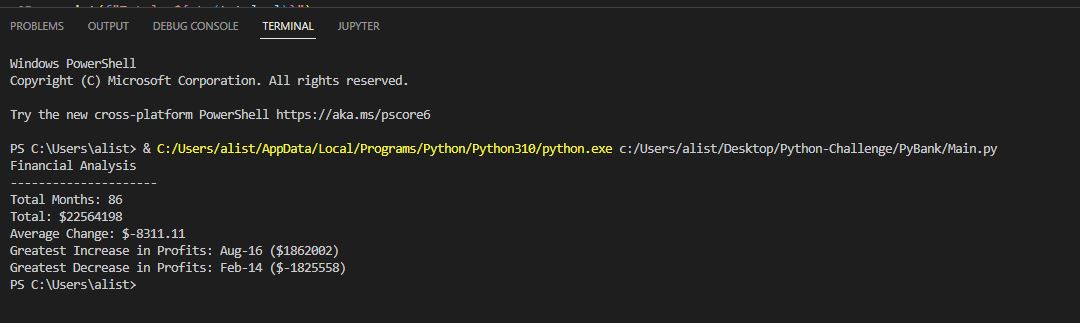 PROBLEMS OUTPUT DEBUG CONSOLE TERMINAL JUPYTER
Windows PowerShell
Copyright (C) Microsoft Corporation. All rights reserved.
Try the new cross-platform PowerShell https://aka.ms/pscore6
PS C:\Users\alist> & C:/Users/alist/AppData/Local/Programs/Python/Python310/python.exe c:/Users/alist/Desktop/Python-Challenge/PyBank/Main.py
Financial Analysis
---------------------
Total Months: 86
Total: $22564198
Average Change: $-8311.11
Greatest Increase in Profits: Aug-16 ($1862002)
Greatest Decrease in Profits: Feb-14 ($-1825558)
PS C:\Users\alist>